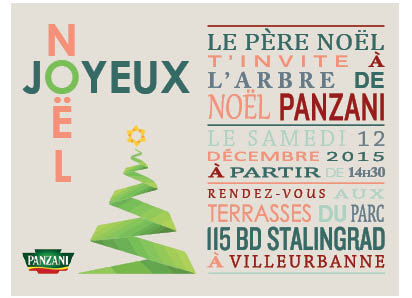 JOYEUX
NOËL
PANZANI
LE PÈRE NOËL
T'INVITE À
L'ARBRE DE
NOËL PANZANI
LE SAMEDI 12
DÉCEMBRE 2015
À PARTIR DE 14H30
RENDEZ-VOUS AUX
TERRASSES DU PARC
115 BD STALINGRAD
À VILLEURBANNE